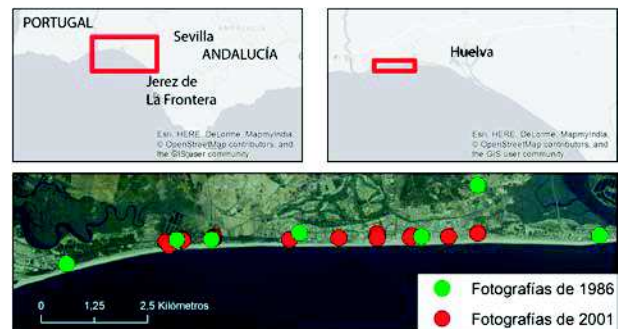 PORTUGAL
Sevilla
ANDALUCÍA
Jerez de
La Frontera
Esri, HERE, DeLorme, MapmyIndia,
© OpenStreetMap contributors, and
the GIS user community
Huelva
Esri, HERE, DeLorme, MapmyIndia,
© OpenStreetMap contributors, and
the GIS user community
0 1,25 2,5 Kilómetros
Fotografías de 1986
Fotografías de 2001